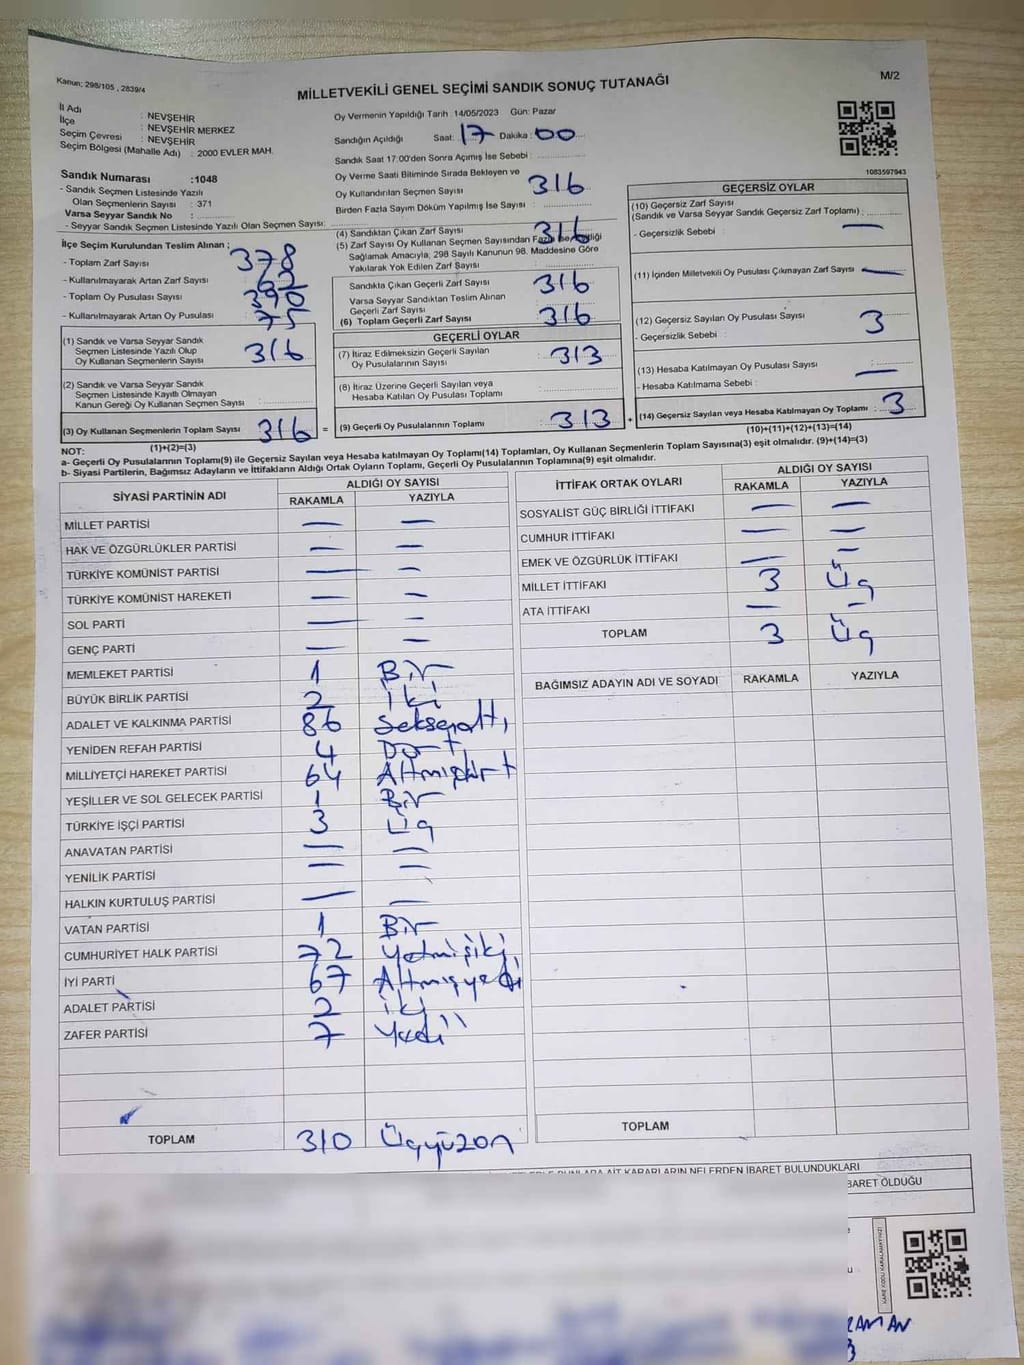 Kanun: 298/105 , 2839/4
MİLLETVEKİLİ GENEL SEÇİMİ SANDIK SONUÇ TUTANAĞI
M/2
İl Adı : NEVŞEHİR
İlçe : NEVŞEHİR MERKEZ
Seçim Çevresi : NEVŞEHİR
Seçim Bölgesi (Mahalle Adı) : 2000 EVLER MAH.
Sandık Numarası :1048
- Sandık Seçmen Listesinde Yazılı
Olan Seçmenlerin Sayısı : 371
Varsa Seyyar Sandık No :
- Seyyar Sandık Seçmen Listesinde Yazılı Olan Seçmen Sayısı:
İlçe Seçim Kurulundan Teslim Alınan ;
- Toplam Zarf Sayısı : 378
- Kullanılmayarak Artan Zarf Sayısı : 62
- Toplam Oy Pusulası Sayısı : 390
- Kullanılmayarak Artan Oy Pusulası : 75
(1) Sandık ve Varsa Seyyar Sandık
Seçmen Listesinde Yazılı Olup
Oy Kullanan Seçmenlerin Sayısı : 316
(2) Sandık ve Varsa Seyyar Sandık
Seçmen Listesinde Kayıtlı Olmayan
Kanun Gereği Oy Kullanan Seçmen Sayısı :
(3) Oy Kullanan Seçmenlerin Toplam Sayısı : 316 =
(1)+(2)=(3)
Oy Vermenin Yapıldığı Tarih 14/05/2023 Gün: Pazar
Sandığın Açıldığı Saat: 17 Dakika: 00
Sandık Saat 17.00'den Sonra Açımış İse Sebebi :
Oy Verme Saati Bitiminde Sırada Bekleyen ve
Oy Kullandırılan Seçmen Sayısı : 316
Birden Fazla Sayım Döküm Yapılmış İse Sayısı :
(4) Sandıktan Çıkan Zarf Sayısı : 316
(5) Zarf Sayısı Oy Kullanan Seçmen Sayısından Fazla İse Eşitliği
Sağlamak Amacıyla; 298 Sayılı Kanunun 98. Maddesine Göre
Yakılarak Yok Edilen Zarf Sayısı :
Sandıkta Çıkan Geçerli Zarf Sayısı : 316
Varsa Seyyar Sandıktan Teslim Alınan
Geçerli Zarf Sayısı :
(6) Toplam Geçerli Zarf Sayısı : 316
GEÇERLİ OYLAR
(7) İtiraz Edilmeksizin Geçerli Sayılan
Oy Pusulalarının Sayısı : 313
(8) İtiraz Üzerine Geçerli Sayılan veya
Hesaba Katılan Oy Pusulası Toplamı :
(9) Geçerli Oy Pusulalarının Toplamı : 313 +
1083597943
GEÇERSİZ OYLAR
(10) Geçersiz Zarf Sayısı
(Sandık ve Varsa Seyyar Sandık Geçersiz Zarf Toplamı) :
- Geçersizlik Sebebi : —
(11) İçinden Milletvekili Oy Pusulası Çıkmayan Zarf Sayısı : —
(12) Geçersiz Sayılan Oy Pusulası Sayısı : 3
- Geçersizlik Sebebi :
(13) Hesaba Katılmayan Oy Pusulası Sayısı : —
- Hesaba Katılmama Sebebi :
(14) Geçersiz Sayılan veya Hesaba Katılmayan Oy Toplamı : 3
(10)+(11)+(12)+(13)=(14)
NOT:
a- Geçerli Oy Pusulalarının Toplamı(9) ile Geçersiz Sayılan veya Hesaba katılmayan Oy Toplamı(14) Toplamları, Oy Kullanan Seçmenlerin Toplam Sayısına(3) eşit olmalıdır. (9)+(14)=(3)
b- Siyasi Partilerin, Bağımsız Adayların ve İttifakların Aldığı Ortak Oyların Toplamı, Geçerli Oy Pusulalarının Toplamına(9) eşit olmalıdır.
SİYASİ PARTİNİN ADI ALDIĞI OY SAYISI
RAKAMLA YAZIYLA
MİLLET PARTİSİ — —
HAK VE ÖZGÜRLÜKLER PARTİSİ — —
TÜRKİYE KOMÜNİST PARTİSİ — —
TÜRKİYE KOMÜNİST HAREKETİ — —
SOL PARTİ — —
GENÇ PARTİ — —
MEMLEKET PARTİSİ 1 Bir
BÜYÜK BİRLİK PARTİSİ 2 iki
ADALET VE KALKINMA PARTİSİ 86 Seksenaltı
YENİDEN REFAH PARTİSİ 4 Dört
MİLLİYETÇİ HAREKET PARTİSİ 64 Altmışdört
YEŞİLLER VE SOL GELECEK PARTİSİ 1 Bir
TÜRKİYE İŞÇİ PARTİSİ 3 Üç
ANAVATAN PARTİSİ — —
YENİLİK PARTİSİ — —
HALKIN KURTULUŞ PARTİSİ — —
VATAN PARTİSİ 1 Bir
CUMHURİYET HALK PARTİSİ 72 Yetmişiki
İYİ PARTİ 67 Altmışyedi
ADALET PARTİSİ 2 iki
ZAFER PARTİSİ 7 Yedi
TOPLAM 310 Üçyüzon
İTTİFAK ORTAK OYLARI ALDIĞI OY SAYISI
RAKAMLA YAZIYLA
SOSYALIST GÜÇ BİRLİĞİ İTTİFAKI — —
CUMHUR İTTİFAKI — —
EMEK VE ÖZGÜRLÜK İTTİFAKI — —
MİLLET İTTİFAKI 3 Üç
ATA İTTİFAKI — —
TOPLAM 3 Üç
BAĞIMSIZ ADAYIN ADI VE SOYADI RAKAMLA YAZIYLA
TOPLAM
AİT KARARLARIN NELERDEN İBARET BULUNDUKLARI
BARET OLDUĞU
KARE KODU KARALAMAYINIZ!